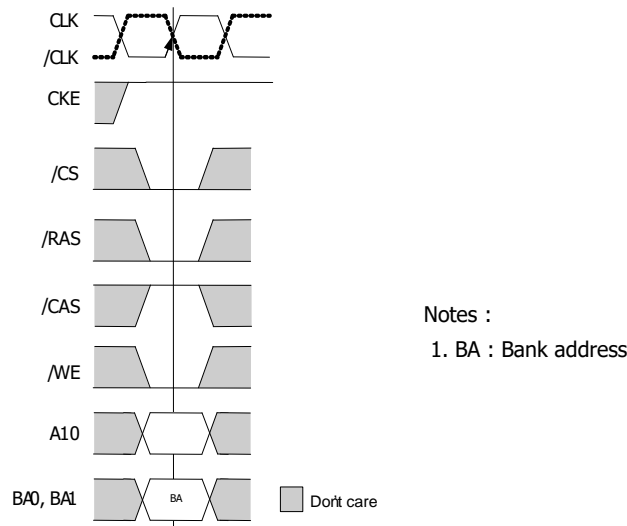 CLK
/CLK
CKE
/CS
/RAS
/CAS
/WE
A10
BA0, BA1
BA
Don't care
Notes :
1. BA : Bank address